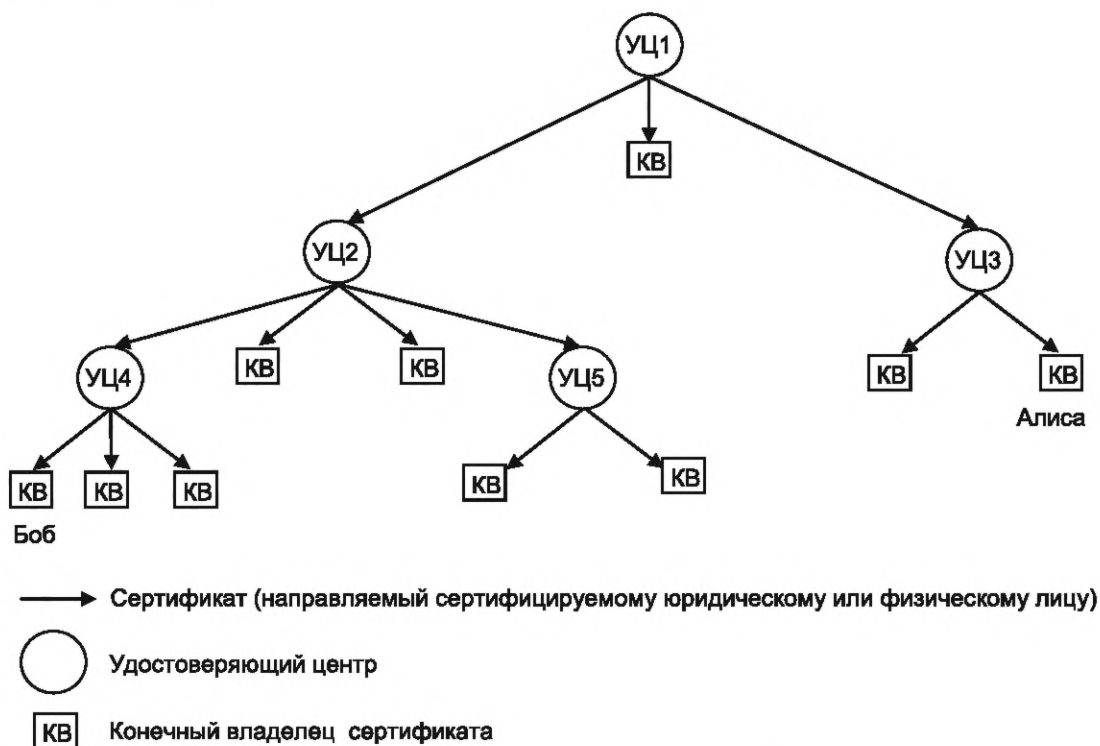 УЦ1
КВ
УЦ2
УЦ3
УЦ4
КВ
КВ
УЦ5
КВ
КВ
Алиса
КВ
КВ
КВ
КВ
КВ
Боб
Сертификат (направляемый сертифицируемому юридическому или физическому лицу)
Удостоверяющий центр
КВ Конечный владелец сертификата